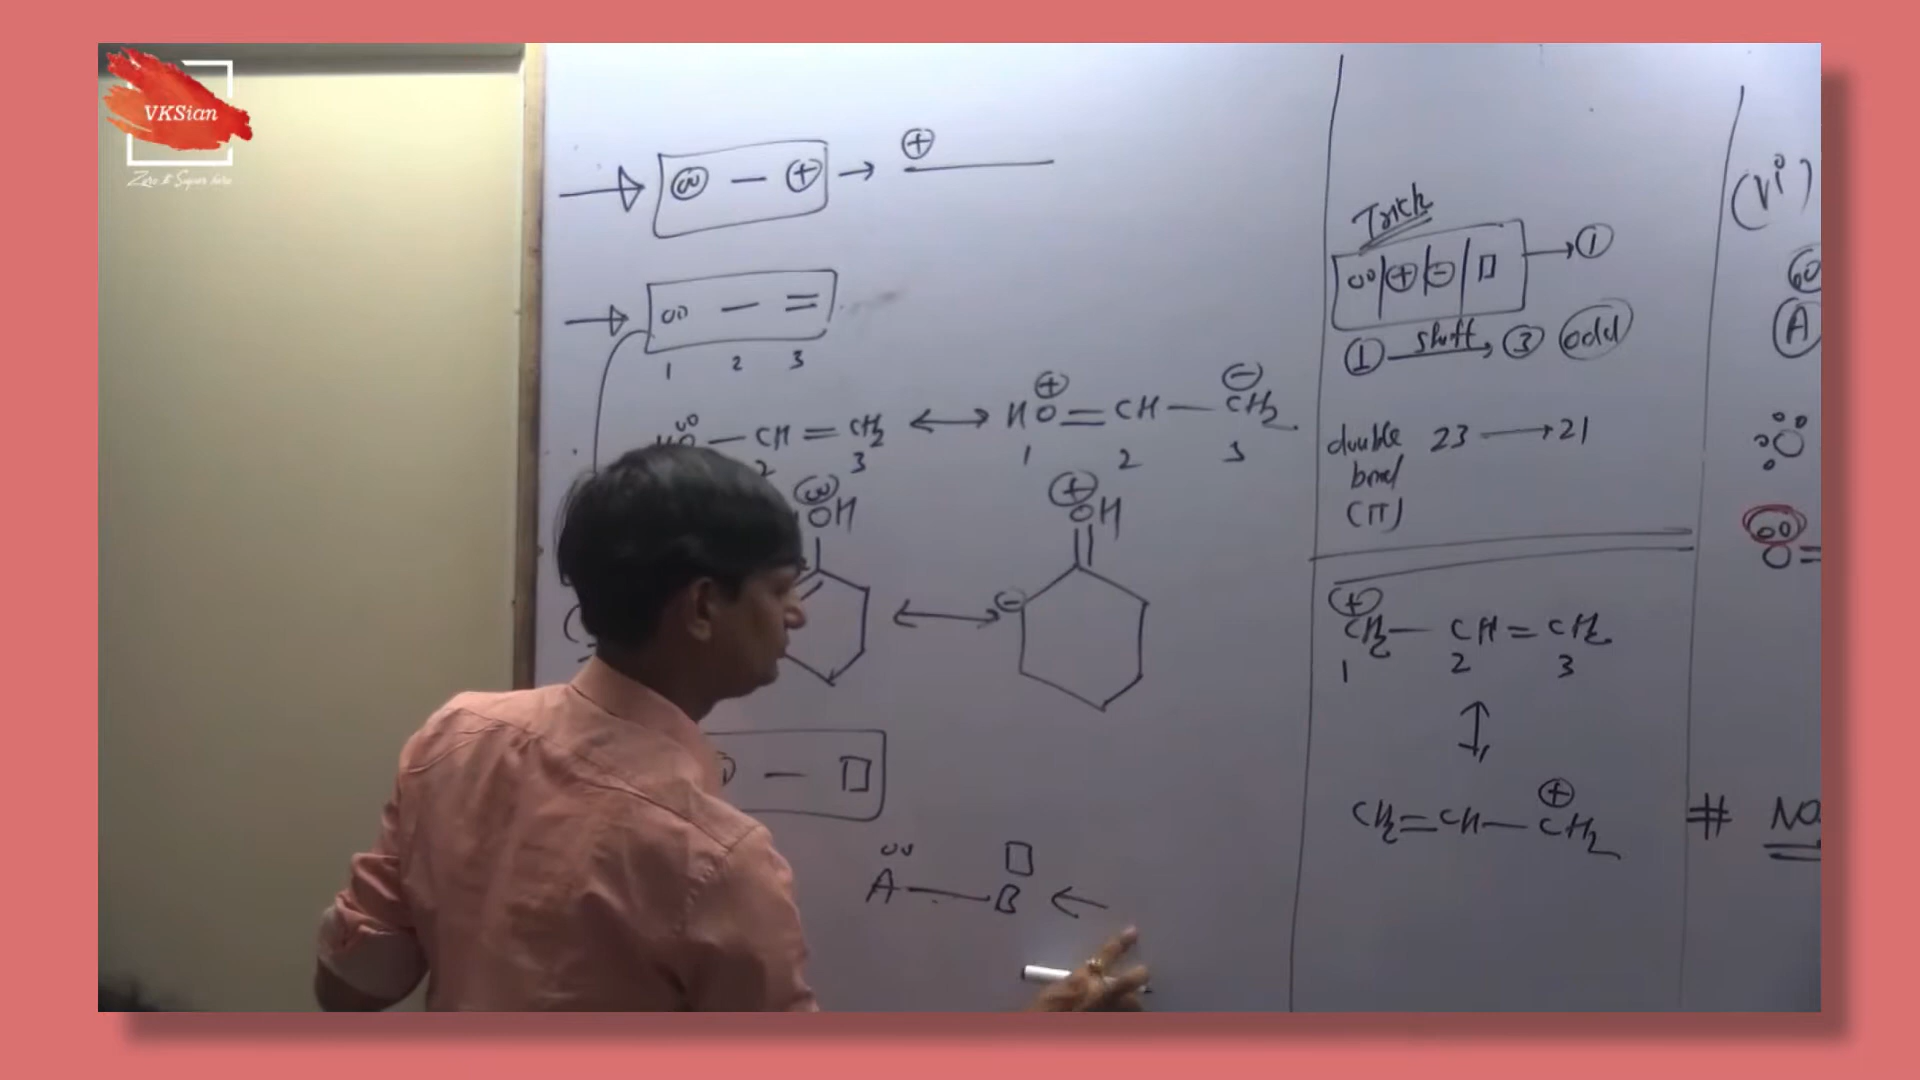 VKSian
Zero to Super hero
⊕
— ⊕ →
— =
1 2 3
Trick
⊕ | ⊖ | □ → ①
① shift → ③ odd
— CH = CH2 ↔ HO = CH — CH2
⊕ ⊖
2 3 1 2 3
double 23 → 21
bond
(π)
OH ↔ OH
⊕
⊖
⊕
CH2 — CH = CH2
1 2 3
↕
⊕
CH2 = CH — CH2
— □
□
A — B ←
(vi)
A
O
O =
# NO